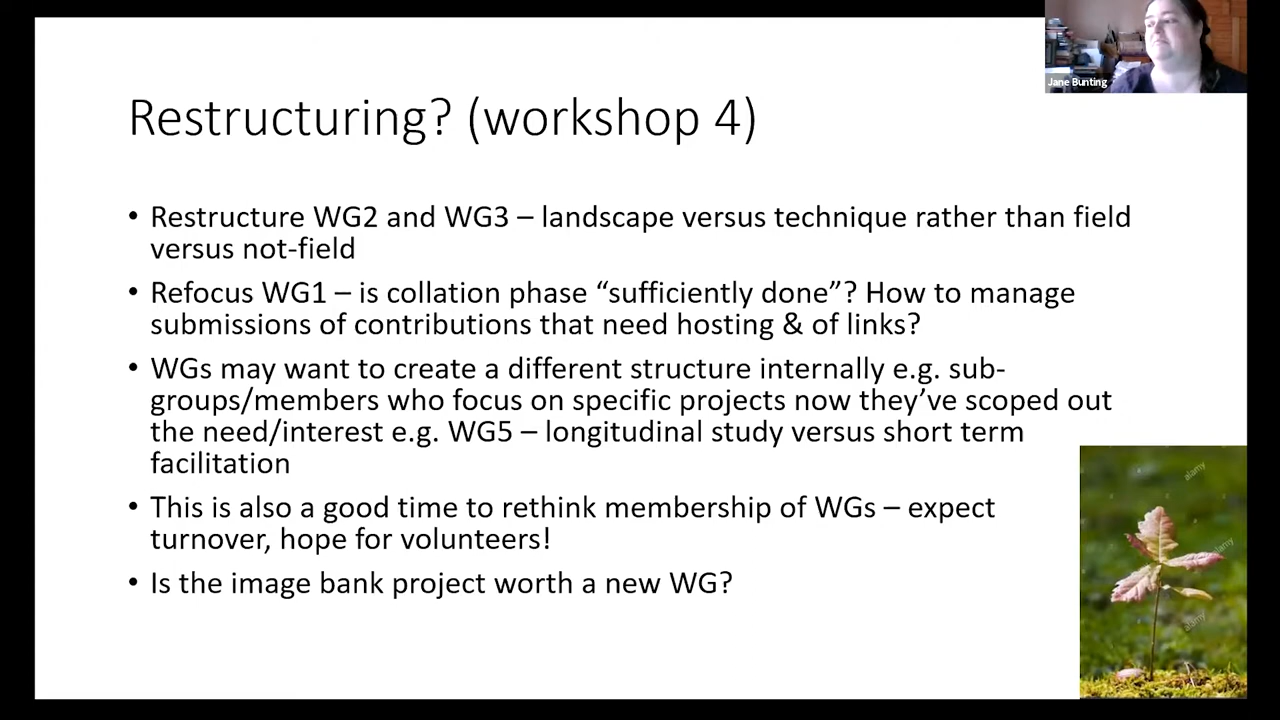 Jane Bunting
Restructuring? (workshop 4)
• Restructure WG2 and WG3 – landscape versus technique rather than field
versus not-field
• Refocus WG1 – is collation phase “sufficiently done”? How to manage
submissions of contributions that need hosting & of links?
• WGs may want to create a different structure internally e.g. sub-
groups/members who focus on specific projects now they’ve scoped out
the need/interest e.g. WG5 – longitudinal study versus short term
facilitation
• This is also a good time to rethink membership of WGs – expect
turnover, hope for volunteers!
• Is the image bank project worth a new WG?
alamy
alamy
alamy